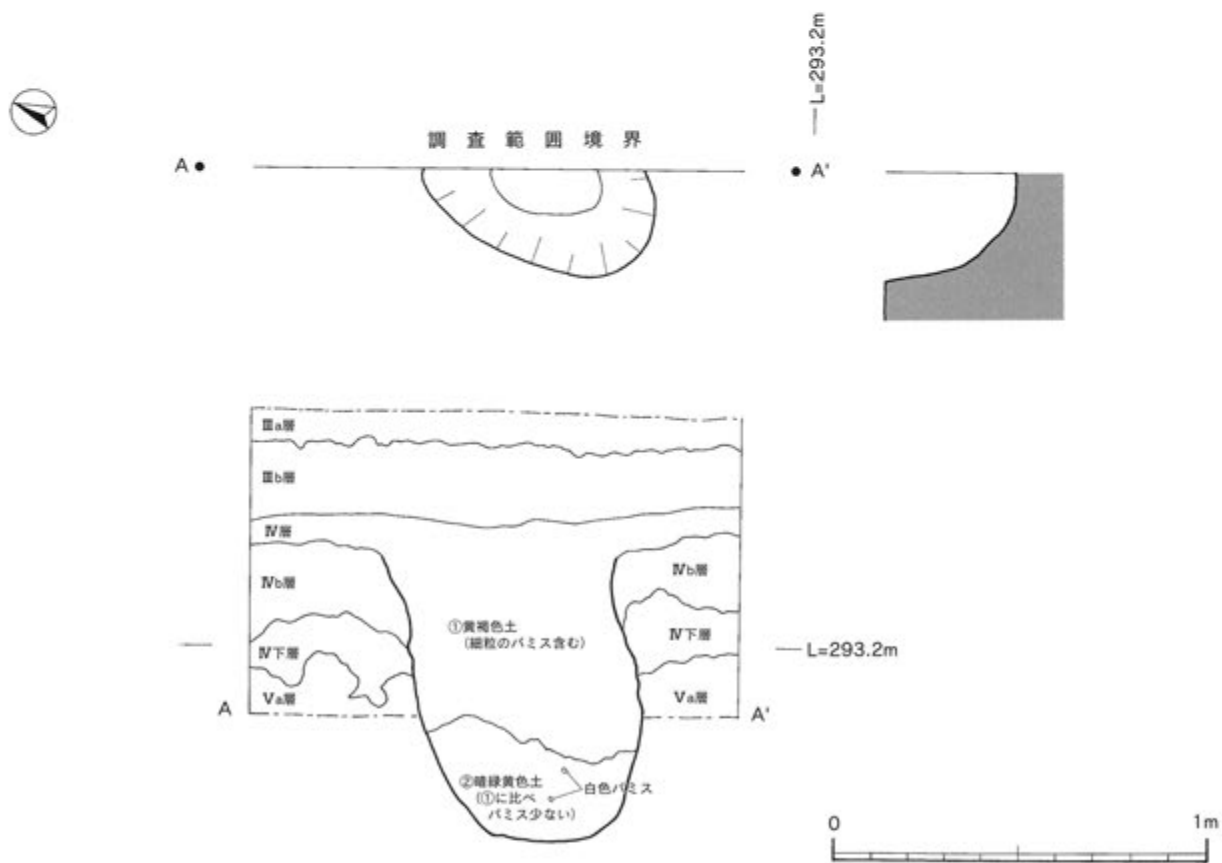 L=293.2m
調査範囲境界
A
A'
Ⅲa層
Ⅲb層
Ⅳ層
Ⅳb層
Ⅳb層
①黄褐色土
(細粒のパミス含む)
Ⅳ下層
Ⅳ下層
L=293.2m
Ⅴa層
Ⅴa層
A
A'
②暗緑黄色土
(①に比べ
パミス少ない)
白色パミス
0
1m